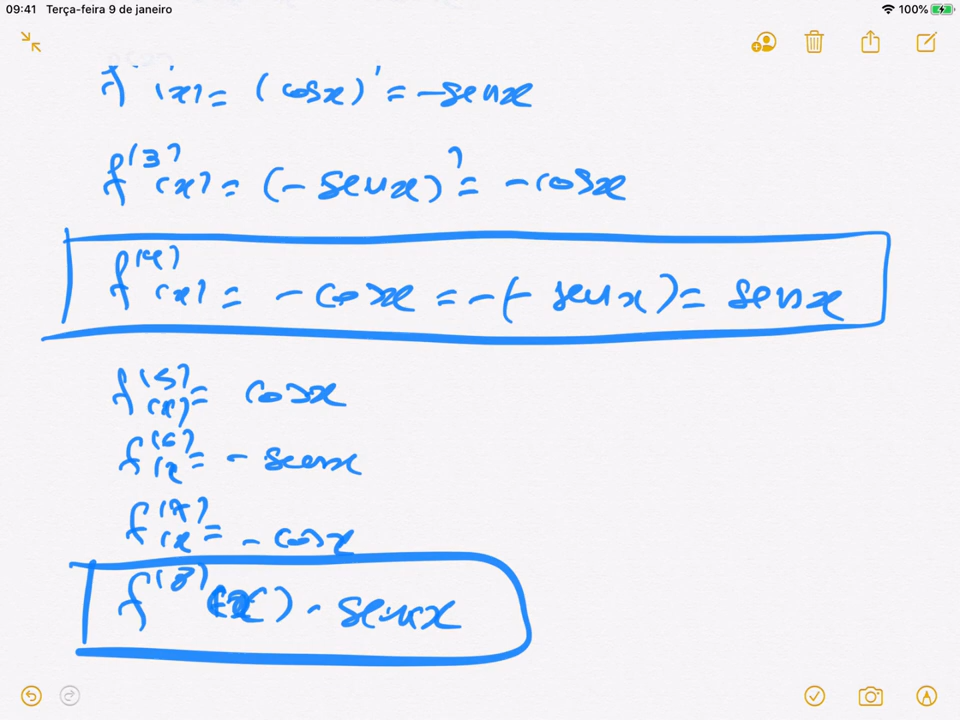 09:41 Terça-feira 9 de janeiro 100%
f''(x) = (cosx)' = -senx
f^(3)(x) = (-senx)' = -cosx
f^(4)(x) = -cosx = -(-senx) = senx
f^(5)(x) = cosx
f^(6)(x = -senx
f^(7)(x = -cosx
f^(8)(x) - senx